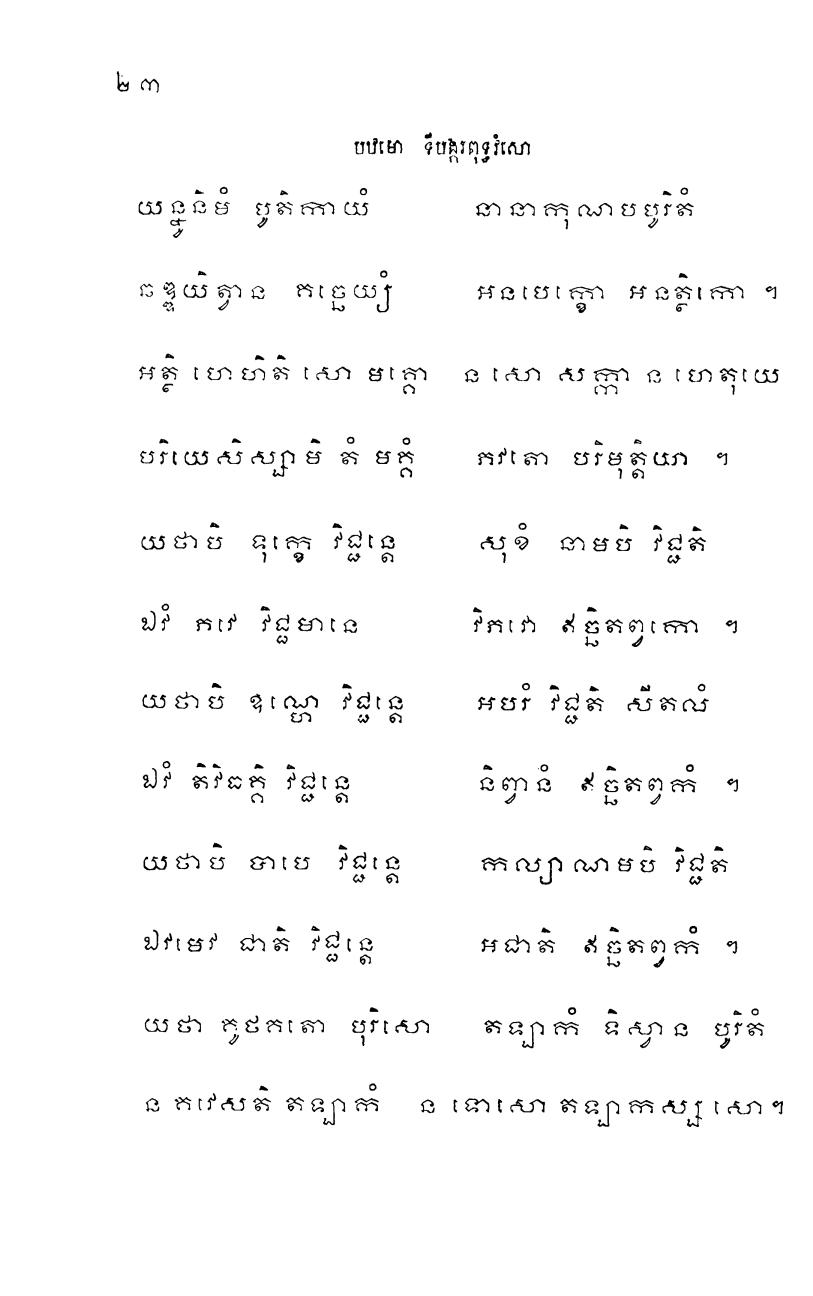 ២ ៣
បឋមោ ទីបង្ករពុទ្ធវំសោ
យន្នូនិមំ បូតិកាយំ នានាកុណបបូរិតំ
ឆឌ្ឌយិត្វាន គច្ឆេយ្យំ អនបេក្ខោ អនត្ថិកោ ។
អត្ថិ ហេហិតិ សោ មគ្គោ ន សោ សក្កា ន ហេតុយេ
បរិយេសិស្សាមិ តំ មគ្គំ ភវតោ បរិមុត្តិយា ។
យថាបិ ទុក្ខេ វិជ្ជន្តេ សុខំ នាមបិ វិជ្ជតិ
ឯវំ ភវេ វិជ្ជមានេ វិភវោ ឥច្ឆិតព្វកោ ។
យថាបិ ឧណ្ហេ វិជ្ជន្តេ អបរំ វិជ្ជតិ សីតលំ
ឯវំ តិវិធគ្គិ វិជ្ជន្តេ និព្វានំ ឥច្ឆិតព្វកំ ។
យថាបិ បាបេ វិជ្ជន្តេ កល្យាណមបិ វិជ្ជតិ
ឯវមេវ ជាតិ វិជ្ជន្តេ អជាតិ ឥច្ឆិតព្វកំ ។
យថា គូថគតោ បុរិសោ តឡ្បាកំ ទិស្វាន បូរិតំ
ន គវេសតិ តឡ្បាកំ ន ទោសោ តឡ្បាកស្ស សោ។